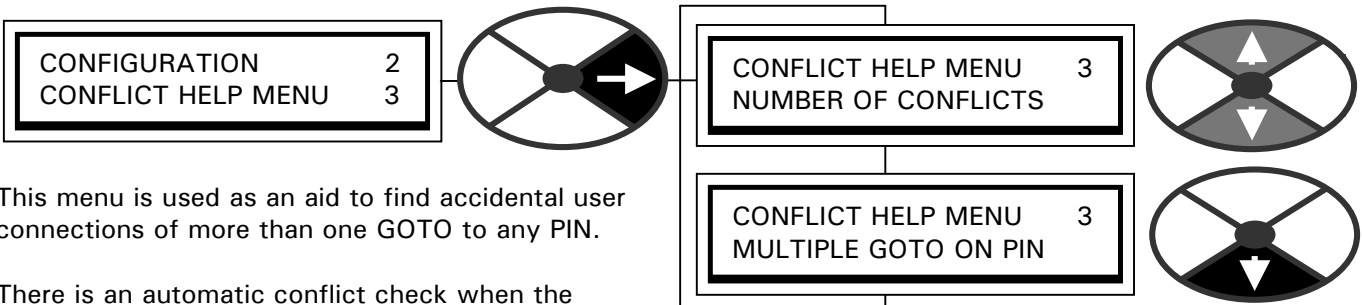 CONFIGURATION 2
CONFLICT HELP MENU 3
CONFLICT HELP MENU 3
NUMBER OF CONFLICTS
CONFLICT HELP MENU 3
MULTIPLE GOTO ON PIN
This menu is used as an aid to find accidental user
connections of more than one GOTO to any PIN.
There is an automatic conflict check when the